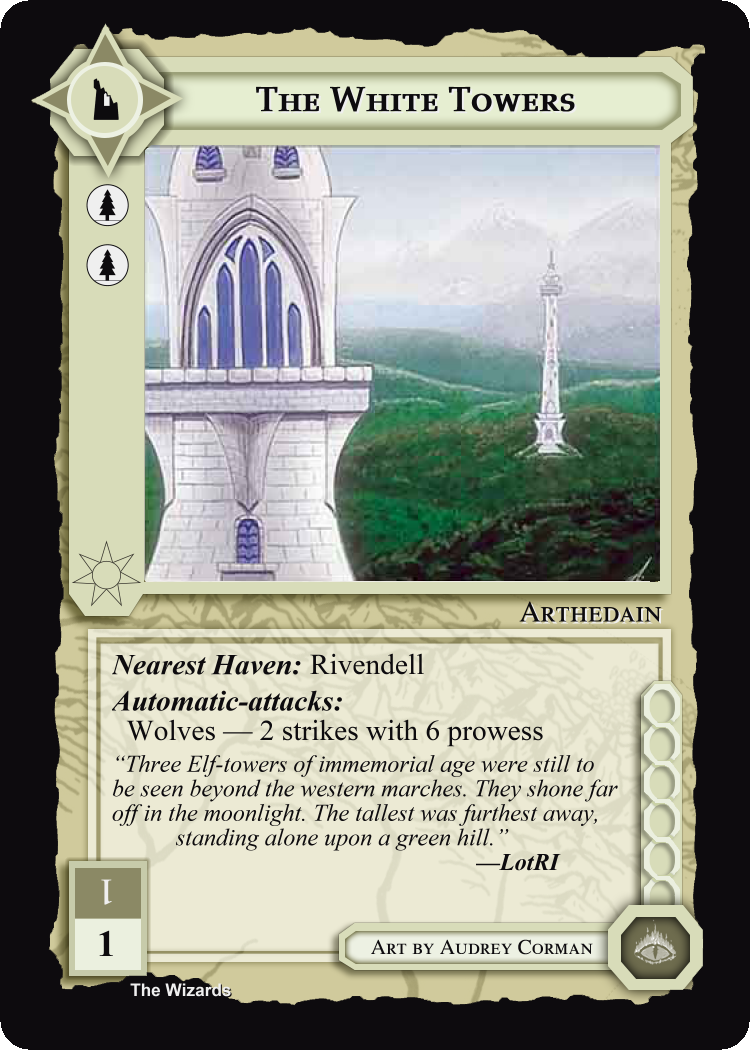 The White Towers
Arthedain
Nearest Haven: Rivendell
Automatic-attacks:
Wolves — 2 strikes with 6 prowess
“Three Elf-towers of immemorial age were still to
be seen beyond the western marches. They shone far
off in the moonlight. The tallest was furthest away,
standing alone upon a green hill.”
—LotRI
1
1
Art by Audrey Corman
The Wizards